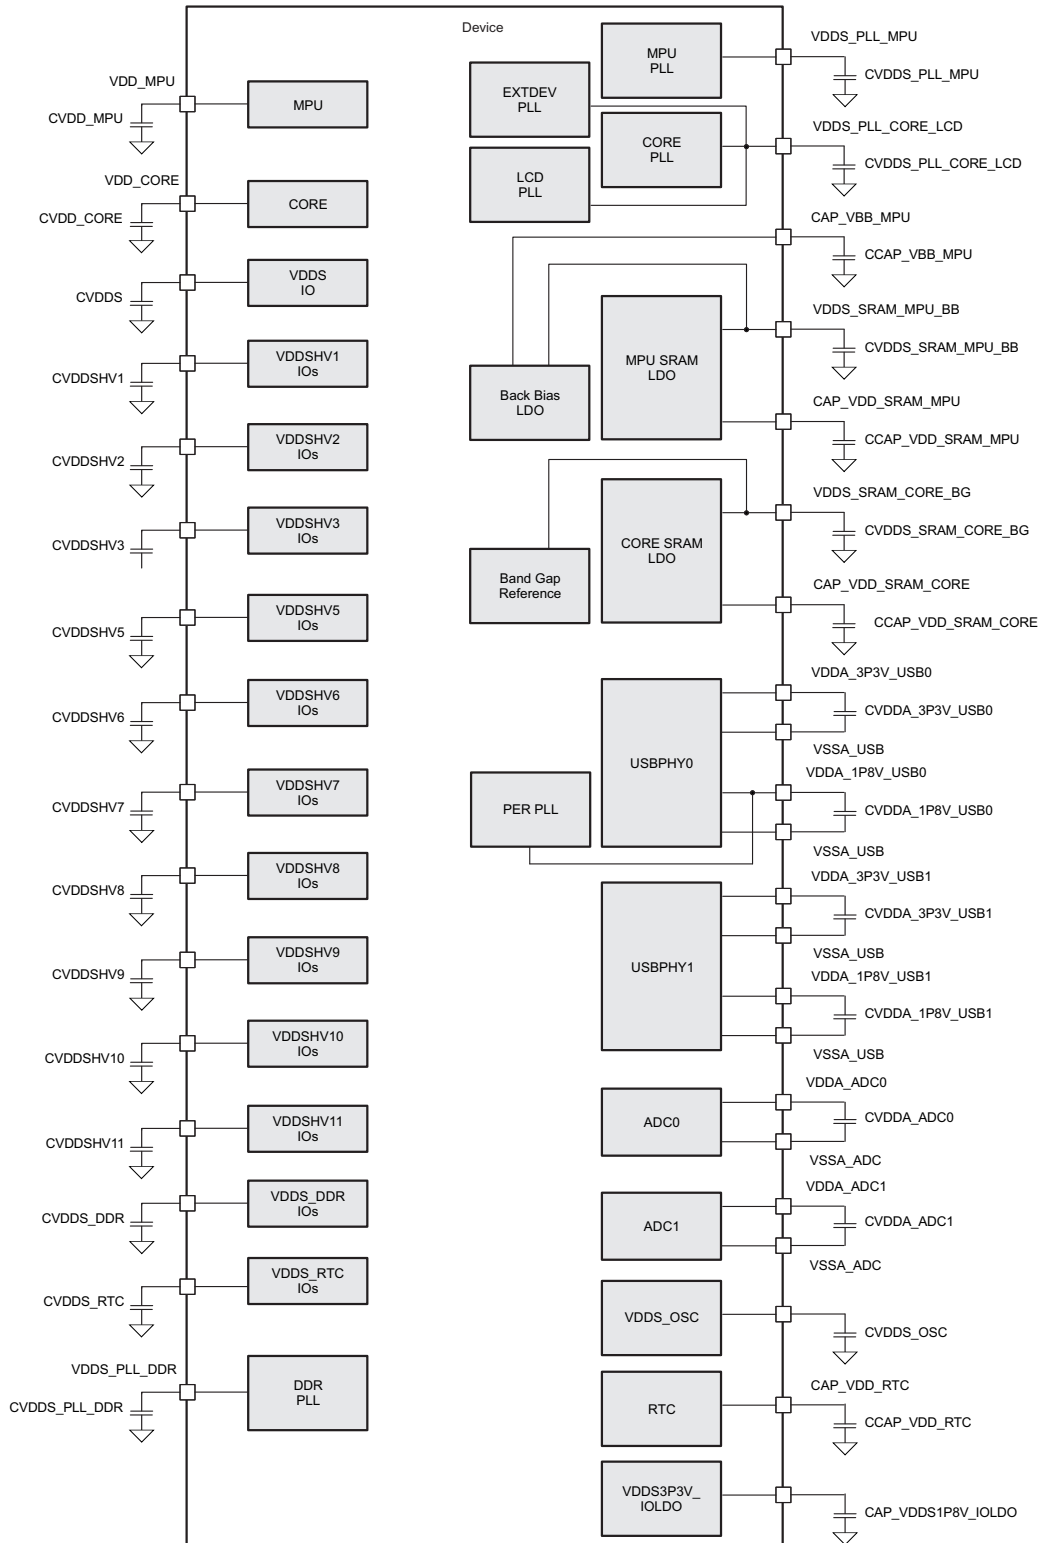 Device
VDD_MPU
CVDD_MPU
MPU
VDD_CORE
CVDD_CORE
CORE
CVDDS
VDDS
IO
CVDDSHV1
VDDSHV1
IOs
CVDDSHV2
VDDSHV2
IOs
CVDDSHV3
VDDSHV3
IOs
CVDDSHV5
VDDSHV5
IOs
CVDDSHV6
VDDSHV6
IOs
CVDDSHV7
VDDSHV7
IOs
CVDDSHV8
VDDSHV8
IOs
CVDDSHV9
VDDSHV9
IOs
CVDDSHV10
VDDSHV10
IOs
CVDDSHV11
VDDSHV11
IOs
CVDDS_DDR
VDDS_DDR
IOs
CVDDS_RTC
VDDS_RTC
IOs
VDDS_PLL_DDR
CVDDS_PLL_DDR
DDR
PLL
MPU
PLL
VDDS_PLL_MPU
CVDDS_PLL_MPU
EXTDEV
PLL
CORE
PLL
LCD
PLL
VDDS_PLL_CORE_LCD
CVDDS_PLL_CORE_LCD
CAP_VBB_MPU
CCAP_VBB_MPU
Back Bias
LDO
MPU SRAM
LDO
VDDS_SRAM_MPU_BB
CVDDS_SRAM_MPU_BB
CAP_VDD_SRAM_MPU
CCAP_VDD_SRAM_MPU
Band Gap
Reference
CORE SRAM
LDO
VDDS_SRAM_CORE_BG
CVDDS_SRAM_CORE_BG
CAP_VDD_SRAM_CORE
CCAP_VDD_SRAM_CORE
PER PLL
USBPHY0
VDDA_3P3V_USB0
CVDDA_3P3V_USB0
VSSA_USB
VDDA_1P8V_USB0
CVDDA_1P8V_USB0
VSSA_USB
USBPHY1
VDDA_3P3V_USB1
CVDDA_3P3V_USB1
VSSA_USB
VDDA_1P8V_USB1
CVDDA_1P8V_USB1
VSSA_USB
ADC0
VDDA_ADC0
CVDDA_ADC0
VSSA_ADC
ADC1
VDDA_ADC1
CVDDA_ADC1
VSSA_ADC
VDDS_OSC
CVDDS_OSC
RTC
CAP_VDD_RTC
CCAP_VDD_RTC
VDDS3P3V_
IOLDO
CAP_VDDS1P8V_IOLDO